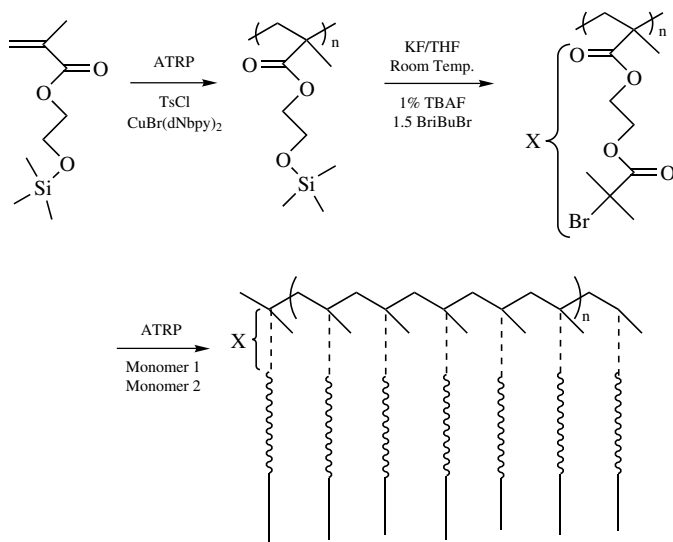 O
O
Si
O
ATRP
TsCl
CuBr(dNbpy)2
n
O
O
O
Si
KF/THF
Room Temp.
1% TBAF
1.5 BriBuBr
n
X
O
O
O
O
Br
ATRP
Monomer 1
Monomer 2
X
n